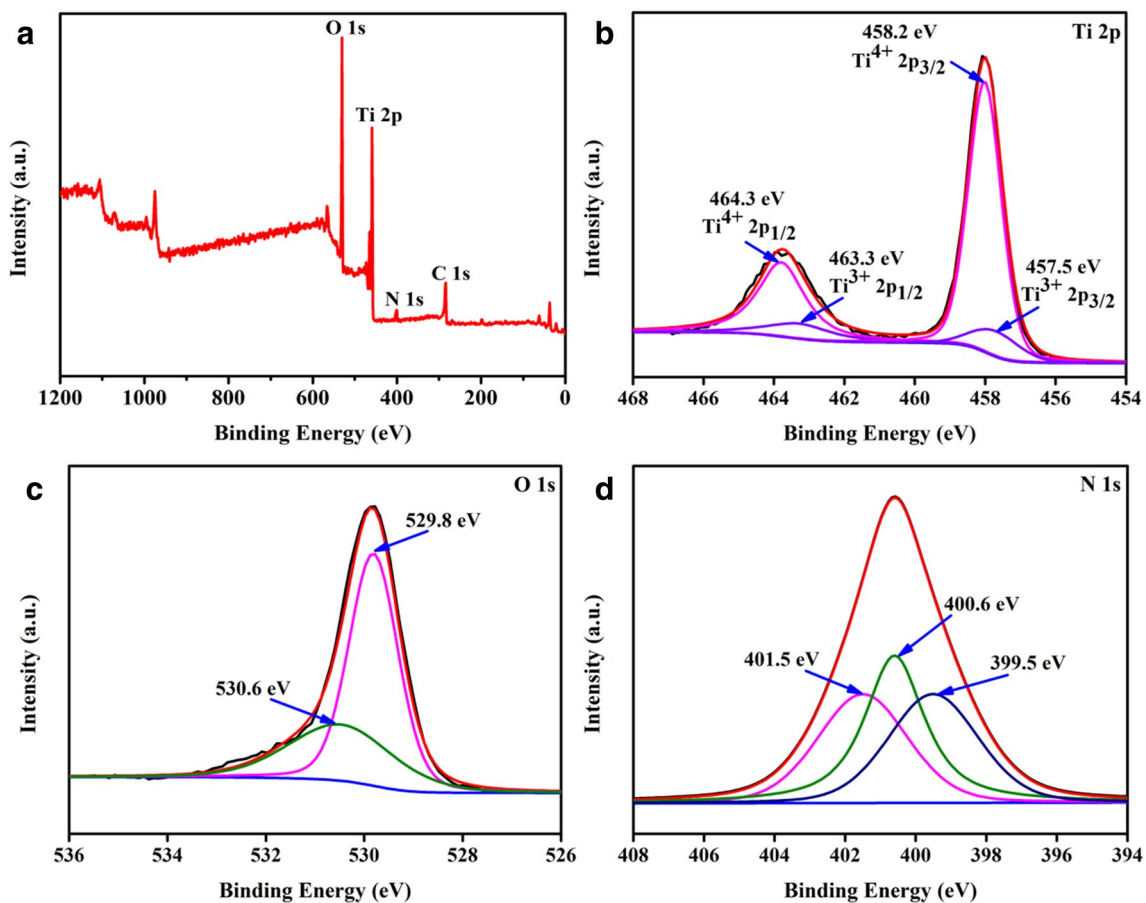 a
O 1s
Ti 2p
N 1s
C 1s
Intensity (a.u.)
1200 1000 800 600 400 200 0
Binding Energy (eV)
b
Ti 2p
458.2 eV
Ti4+ 2p3/2
464.3 eV
Ti4+ 2p1/2
463.3 eV
Ti3+ 2p1/2
457.5 eV
Ti3+ 2p3/2
Intensity (a.u.)
468 466 464 462 460 458 456 454
Binding Energy (eV)
c
O 1s
529.8 eV
530.6 eV
Intensity (a.u.)
536 534 532 530 528 526
Binding Energy (eV)
d
N 1s
400.6 eV
401.5 eV
399.5 eV
Intensity (a.u.)
408 406 404 402 400 398 396 394
Binding Energy (eV)